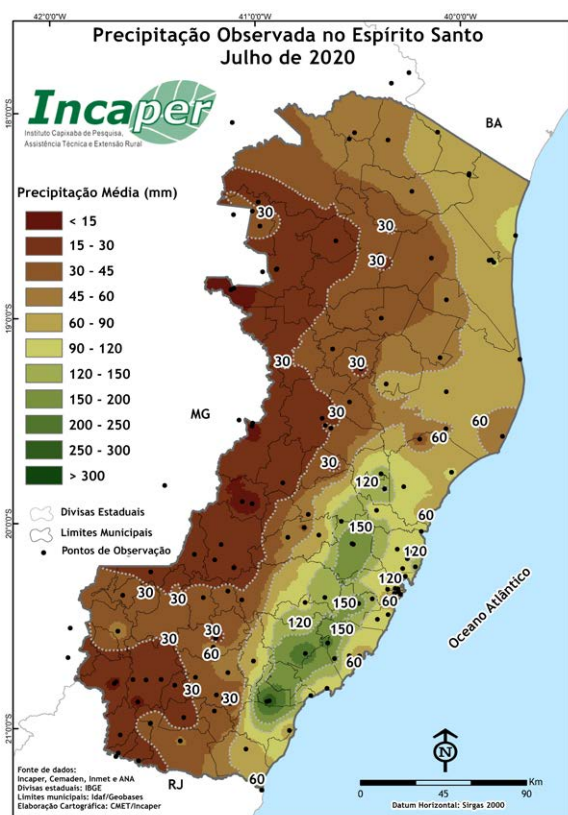 42°0'0"W
41°0'0"W
40°0'0"W
Precipitação Observada no Espírito Santo
Julho de 2020
Incaper
Instituto Capixaba de Pesquisa,
Assistência Técnica e Extensão Rural
18°0'0"S
BA
Precipitação Média (mm)
< 15
15 - 30
30 - 45
45 - 60
60 - 90
90 - 120
120 - 150
150 - 200
200 - 250
250 - 300
> 300
Divisas Estaduais
Limites Municipais
Pontos de Observação
30
30
30
19°0'0"S
30
30
MG
30
60
60
30
120
20°0'0"S
150
60
120
120
30
30
150
60
120
30
30
150
60
60
30
30
Oceano Atlântico
21°0'0"S
60
RJ
N
Km
0
45
90
Datum Horizontal: Sirgas 2000
Fonte de dados:
Incaper, Cemaden, Inmet e ANA
Divisas estaduais: IBGE
Limites municipais: Idaf/Geobases
Elaboração Cartográfica: CMET/Incaper